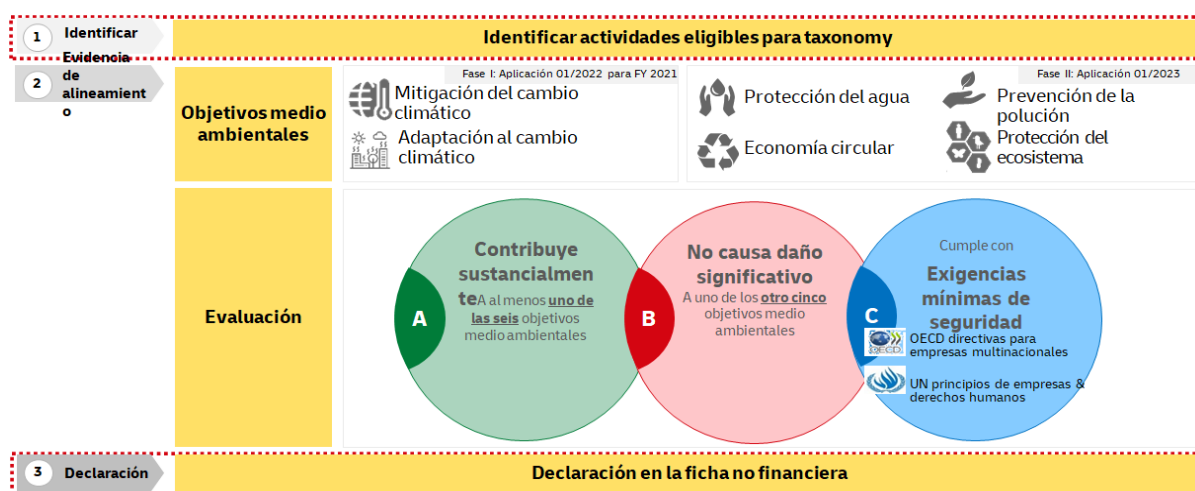 1
Identificar
Identificar actividades eligibles para taxonomy
2
Evidencia
de
alineamient
o
Objetivos medio
ambientales
Fase I: Aplicación 01/2022 para FY 2021
Mitigación del cambio
climático
Adaptación al cambio
climático
Fase II: Aplicación 01/2023
Protección del agua
Economía circular
Prevención de la
polución
Protección del
ecosistema
Evaluación
A
Contribuye
sustancialmen
teA al menos uno de
las seis objetivos
medio ambientales
B
No causa daño
significativo
A uno de los otro cinco
objetivos medio
ambientales
C
Cumple con
Exigencias
mínimas de
seguridad
OECD
OECD directivas para
empresas multinacionales
UN principios de empresas &
derechos humanos
3
Declaración
Declaración en la ficha no financiera